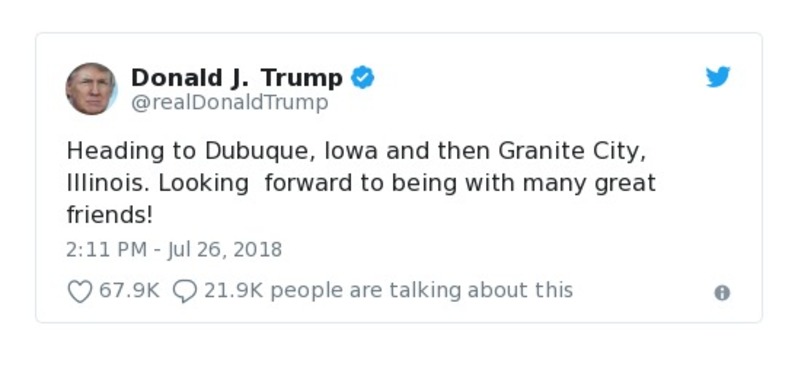 Donald J. Trump
@realDonaldTrump
Heading to Dubuque, Iowa and then Granite City,
Illinois. Looking  forward to being with many great
friends!
2:11 PM - Jul 26, 2018
67.9K 21.9K people are talking about this